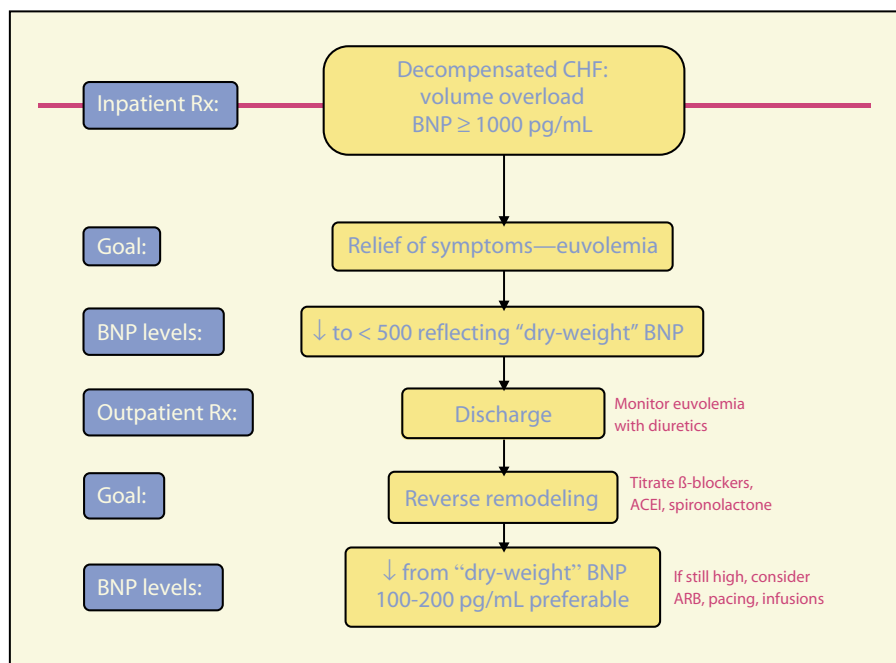 Inpatient Rx:
Decompensated CHF:
volume overload
BNP ≥ 1000 pg/mL
Goal:
Relief of symptoms—euvolemia
BNP levels:
↓ to < 500 reflecting “dry-weight” BNP
Outpatient Rx:
Discharge
Monitor euvolemia
with diuretics
Goal:
Reverse remodeling
Titrate ß-blockers,
ACEI, spironolactone
BNP levels:
↓ from “dry-weight” BNP
100-200 pg/mL preferable
If still high, consider
ARB, pacing, infusions